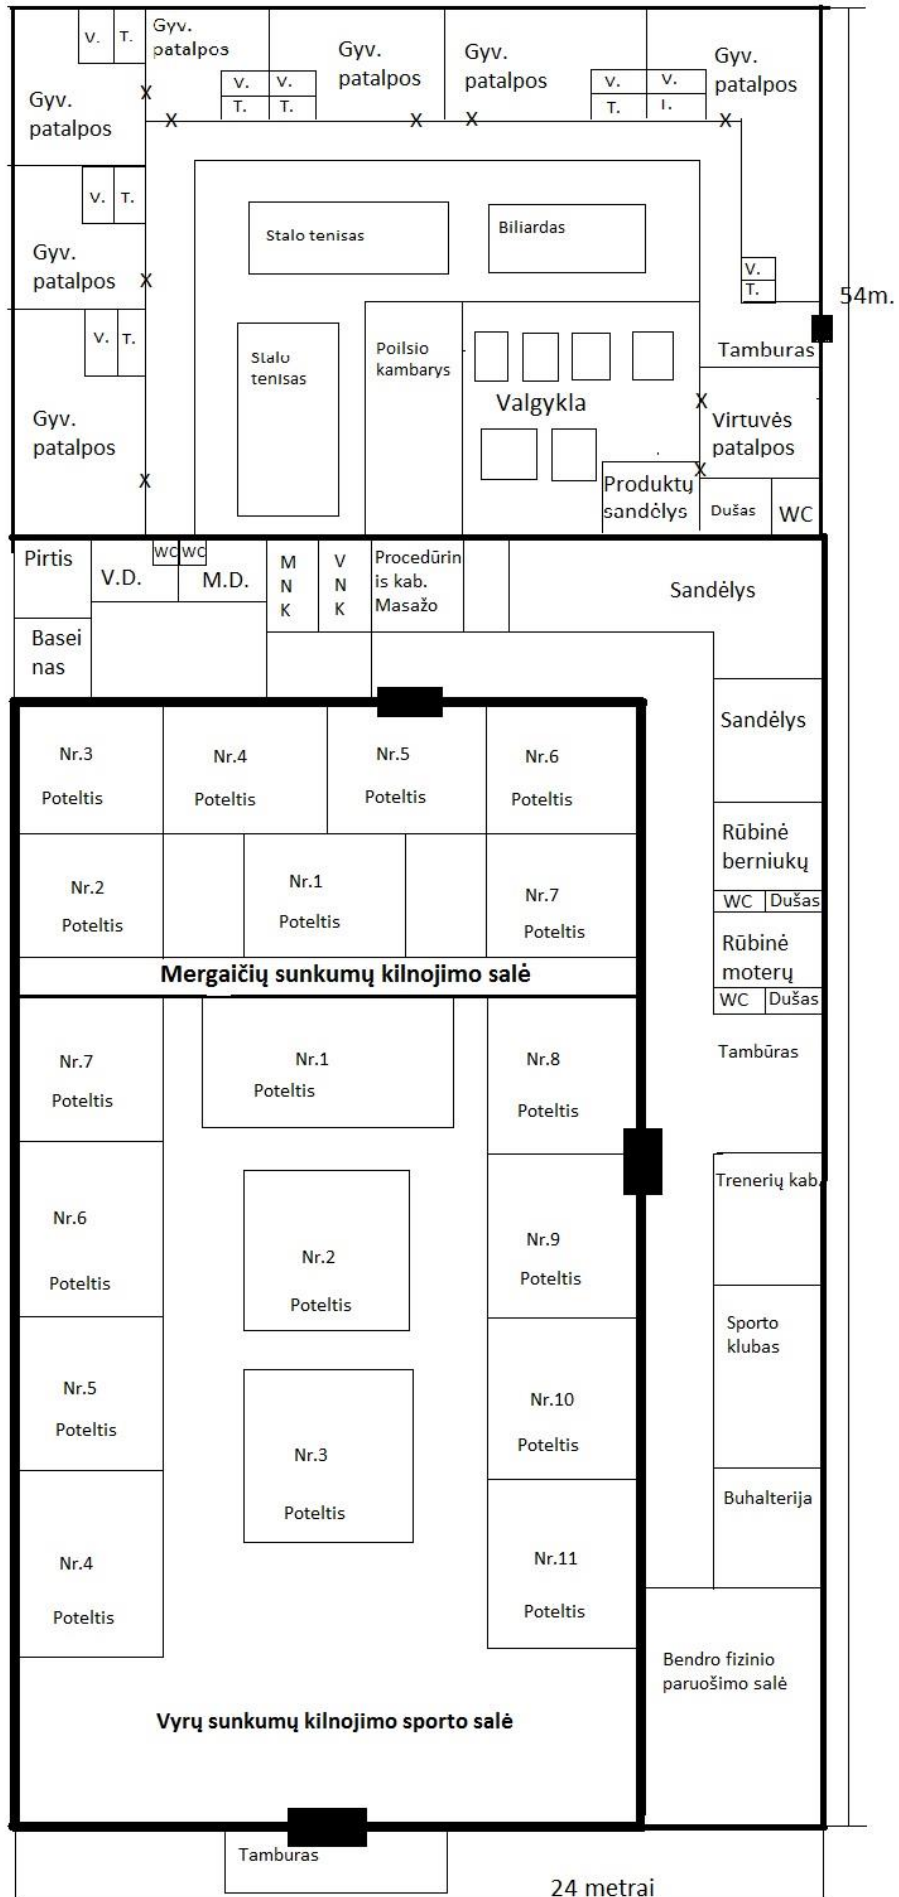 V. T.
Gyv.
patalpos
Gyv.
patalpos
Gyv.
patalpos
Gyv.
patalpos
V. V.
T. T.
V. V.
T. I.
Gyv.
patalpos
X
X X X X
V. T.
Gyv.
patalpos X
Stalo tenisas
Biliardas
V.
T.
54m.
V. T.
Gyv.
patalpos
X
Stalo
tenisas
Poilsio
kambarys
Valgykla
Tamburas
X
Virtuvės
patalpos
X
Produktų
sandėlys
Dušas
WC
Pirtis
V.D.
WC WC
M.D.
M
N
K
V
N
K
Procedūrin
is kab.
Masažo
Sandėlys
Basei
nas
Sandėlys
Nr.3
Poteltis
Nr.4
Poteltis
Nr.5
Poteltis
Nr.6
Poteltis
Nr.2
Poteltis
Nr.1
Poteltis
Nr.7
Poteltis
Rūbinė
berniukų
WC Dušas
Rūbinė
moterų
WC Dušas
Mergaičių sunkumų kilnojimo salė
Nr.7
Poteltis
Nr.1
Poteltis
Nr.8
Poteltis
Tambūras
Nr.6
Poteltis
Nr.2
Poteltis
Nr.9
Poteltis
Trenerių kab.
Sporto
klubas
Nr.5
Poteltis
Nr.3
Poteltis
Nr.10
Poteltis
Buhalterija
Nr.4
Poteltis
Nr.11
Poteltis
Bendro fizinio
paruošimo salė
Vyrų sunkumų kilnojimo sporto salė
Tamburas
24 metrai